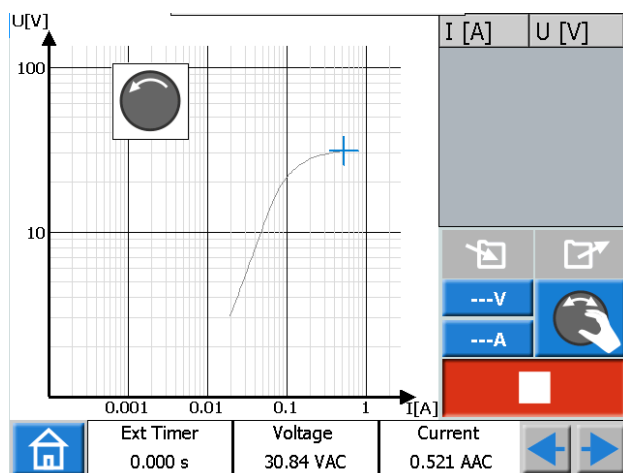 U[V]
100
10
0.001 0.01 0.1 1 I[A]
I [A] U [V]
---V
---A
Ext Timer Voltage Current
0.000 s 30.84 VAC 0.521 AAC